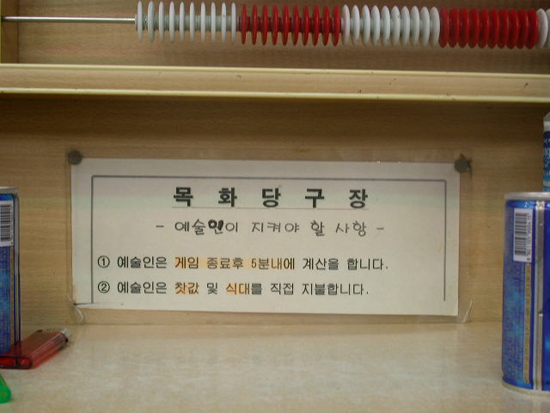 목 화 당 구 장
- 예술인이 지켜야 할 사항 -
① 예술인은 게임 종료후 5분내에 계산을 합니다.
② 예술인은 찻값 및 식대를 직접 지불합니다.